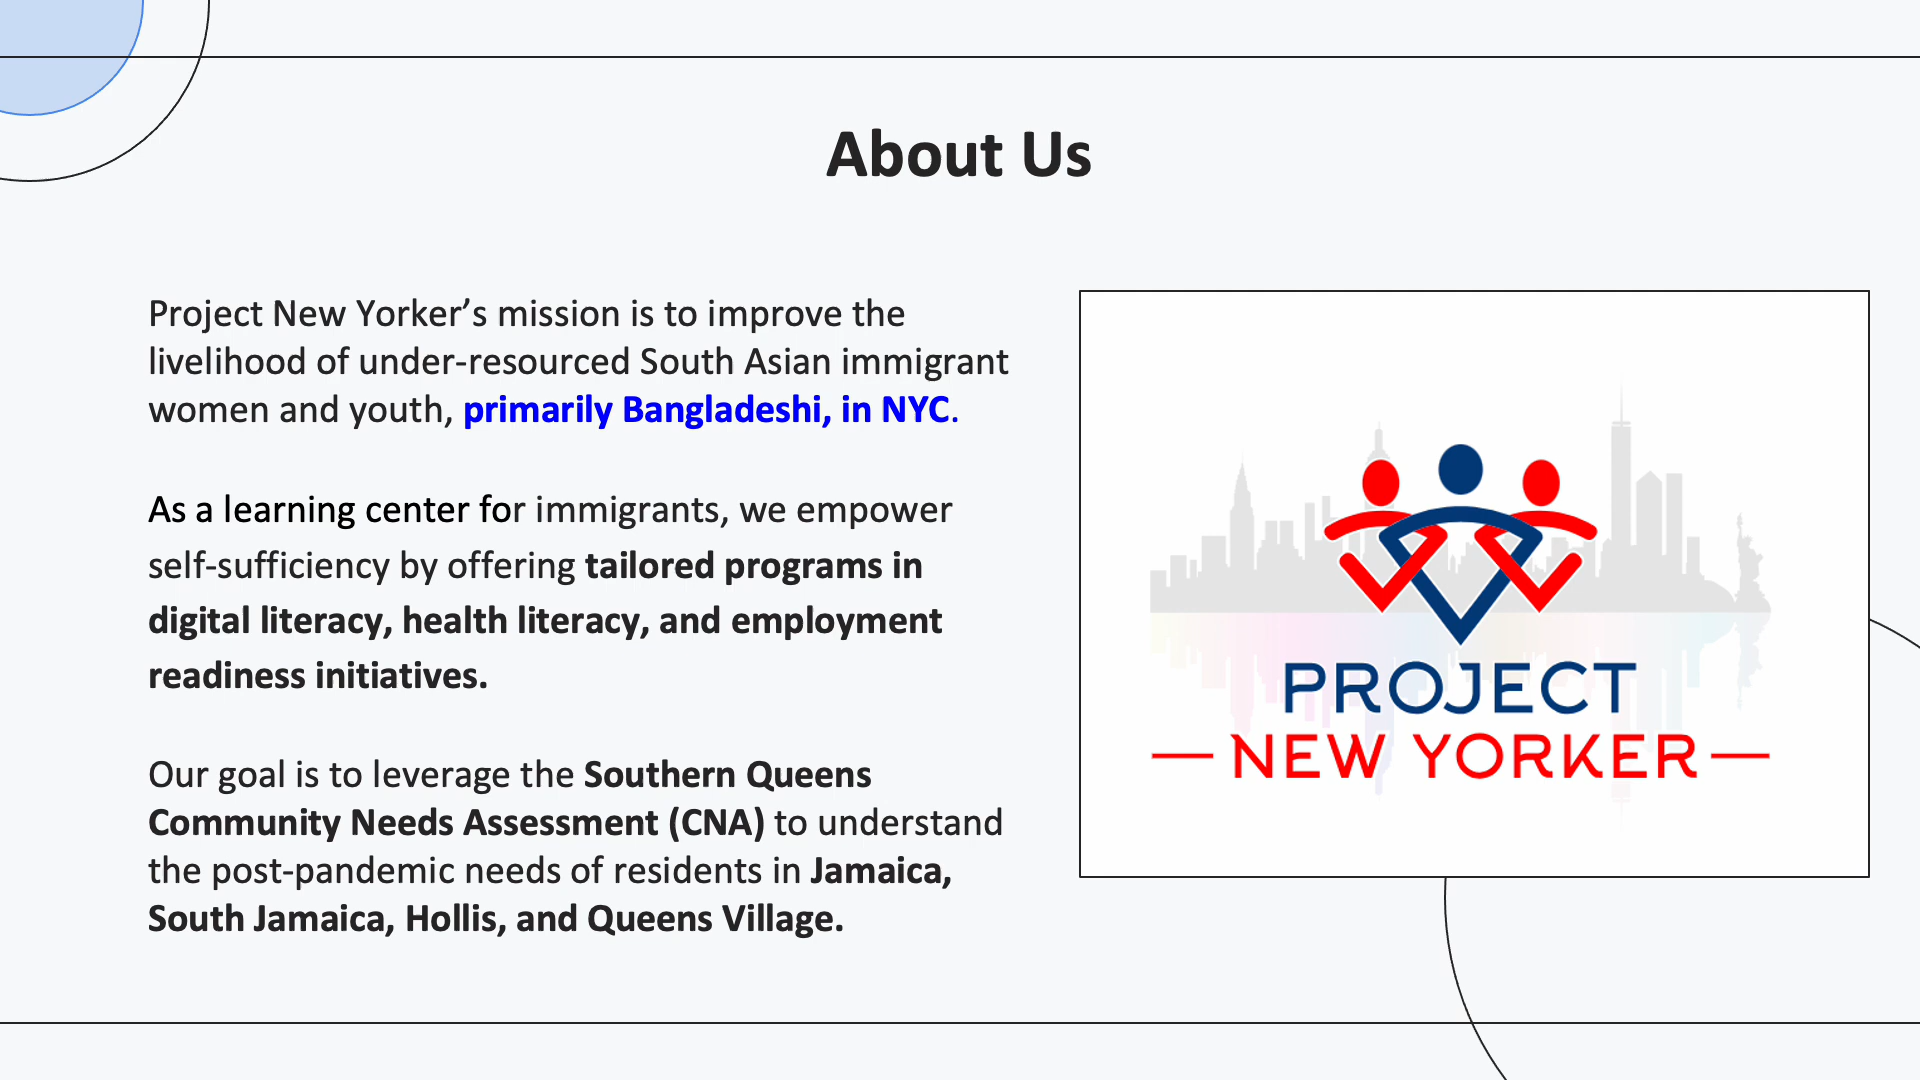 About Us
Project New Yorker’s mission is to improve the
livelihood of under-resourced South Asian immigrant
women and youth, primarily Bangladeshi, in NYC.
As a learning center for immigrants, we empower
self-sufficiency by offering tailored programs in
digital literacy, health literacy, and employment
readiness initiatives.
Our goal is to leverage the Southern Queens
Community Needs Assessment (CNA) to understand
the post-pandemic needs of residents in Jamaica,
South Jamaica, Hollis, and Queens Village.
PROJECT
NEW YORKER